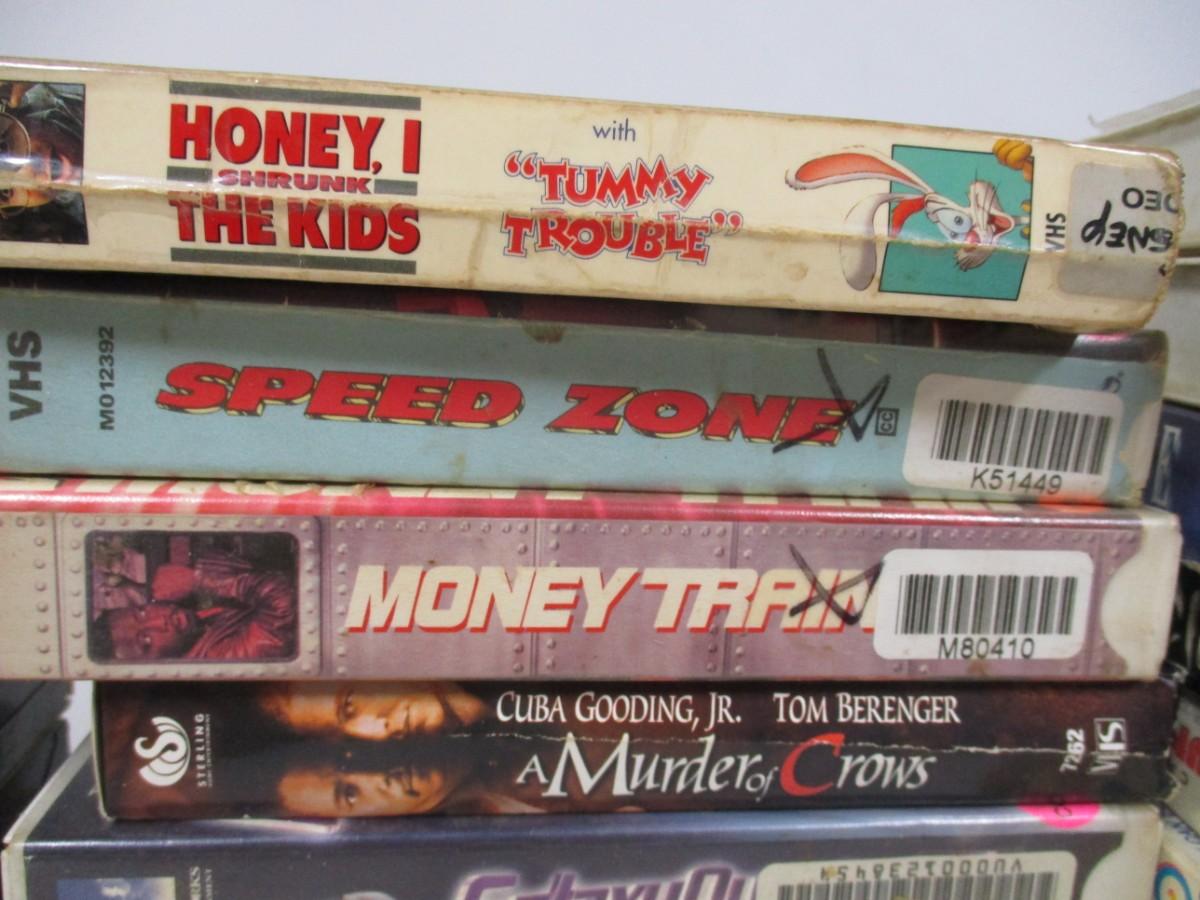 HONEY, I
SHRUNK
THE KIDS
with
"TUMMY
TROUBLE"
VHS
VHS
M012392
SPEED ZONE
CC
K51449
MONEY TRAIN
M80410
STERLING
CUBA GOODING, JR. TOM BERENGER
A Murder of Crows
7262
VHS